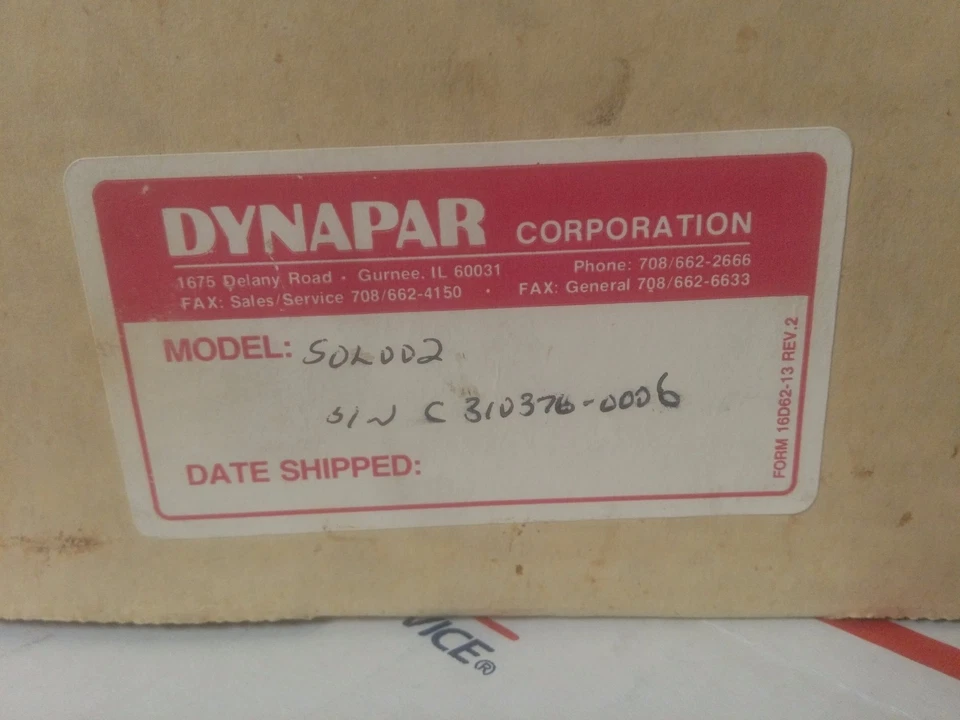 DYNAPAR CORPORATION
1675 Delany Road · Gurnee, IL 60031 Phone: 708/662-2666
FAX: Sales/Service 708/662-4150 · FAX: General 708/662-6633
MODEL: SOL002
S/N C 310376-0006
DATE SHIPPED:
FORM 16D62-13 REV.2
VICE®